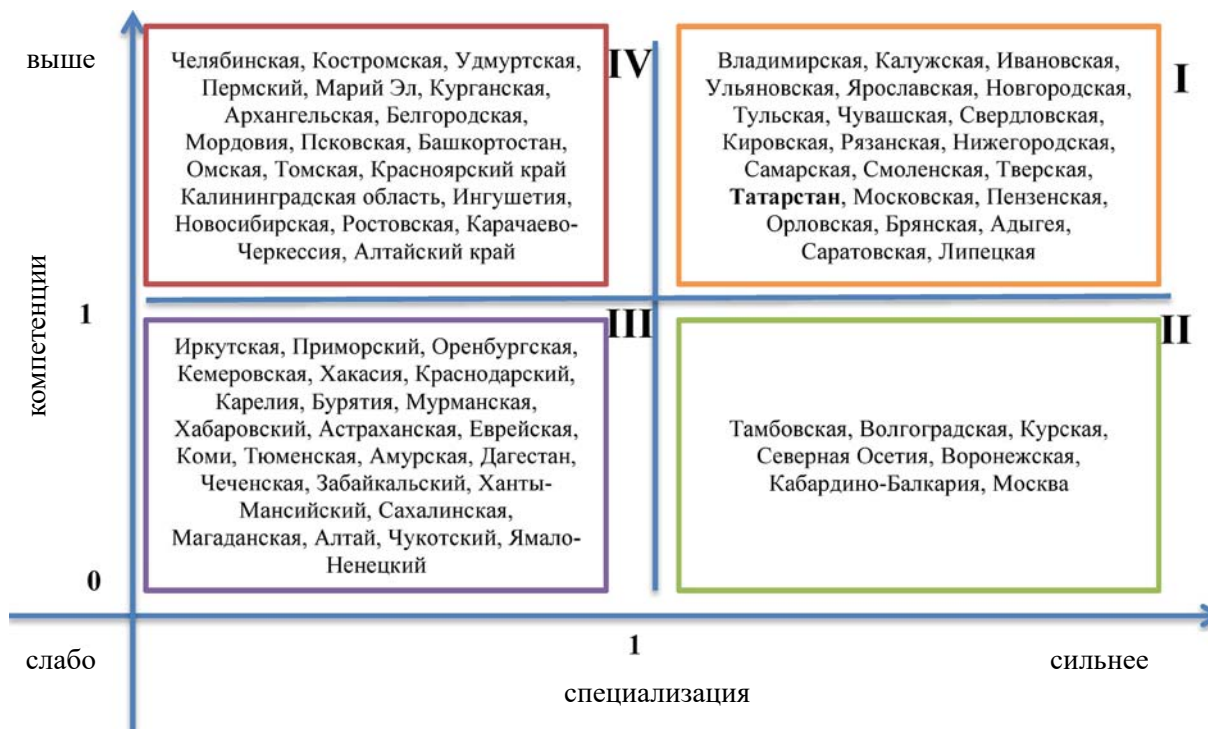 выше
Челябинская, Костромская, Удмуртская,
Пермский, Марий Эл, Курганская,
Архангельская, Белгородская,
Мордовия, Псковская, Башкортостан,
Омская, Томская, Красноярский край
Калининградская область, Ингушетия,
Новосибирская, Ростовская, Карачаево-
Черкессия, Алтайский край
IV
Владимирская, Калужская, Ивановская,
Ульяновская, Ярославская, Новгородская,
Тульская, Чувашская, Свердловская,
Кировская, Рязанская, Нижегородская,
Самарская, Смоленская, Тверская,
Татарстан, Московская, Пензенская,
Орловская, Брянская, Адыгея,
Саратовская, Липецкая
I
компетенции
1
Иркутская, Приморский, Оренбургская,
Кемеровская, Хакасия, Краснодарский,
Карелия, Бурятия, Мурманская,
Хабаровский, Астраханская, Еврейская,
Коми, Тюменская, Амурская, Дагестан,
Чеченская, Забайкальский, Ханты-
Мансийский, Сахалинская,
Магаданская, Алтай, Чукотский, Ямало-
Ненецкий
III
Тамбовская, Волгоградская, Курская,
Северная Осетия, Воронежская,
Кабардино-Балкария, Москва
II
0
слабо
1
сильнее
специализация